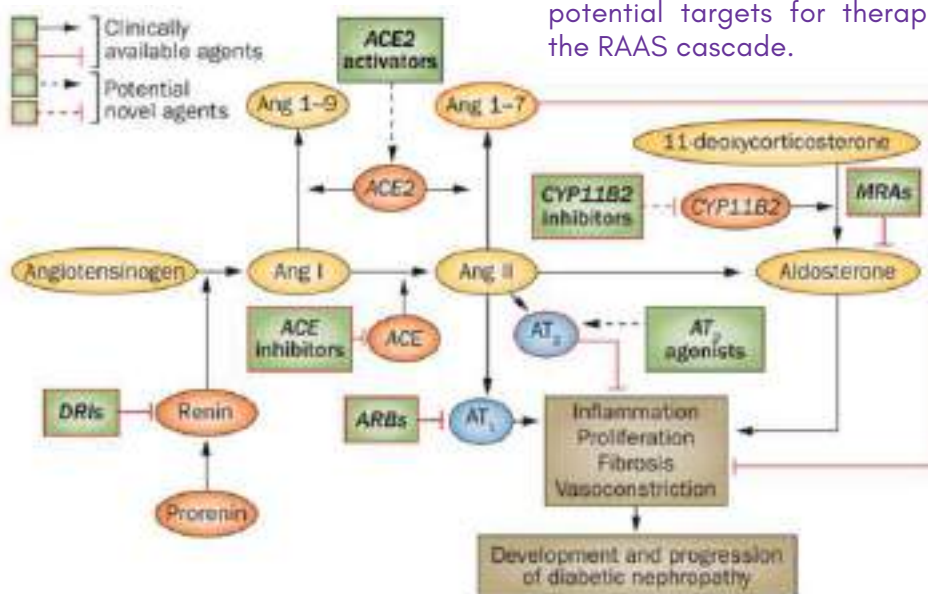 potential targets for therap
the RAAS cascade.
Clinically
available agents
Potential
novel agents
ACE2
activators
Ang 1–9
Ang 1–7
11-deoxycorticosterone
ACE2
CYP11B2
inhibitors
CYP11B2
MRAs
Angiotensinogen
Ang I
Ang II
Aldosterone
ACE
inhibitors
ACE
AT2
AT2
agonists
DRIs
Renin
ARBs
AT1
Inflammation
Proliferation
Fibrosis
Vasoconstriction
Prorenin
Development and progression
of diabetic nephropathy